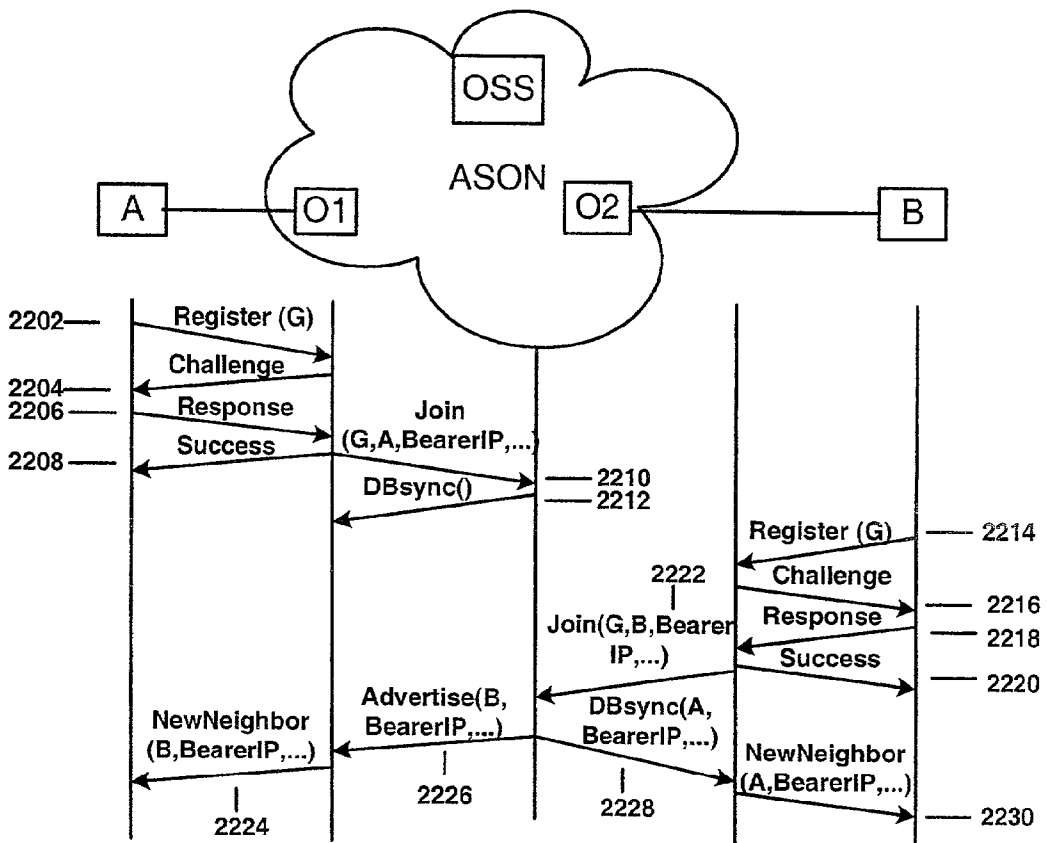 OSS
ASON
A
O1
O2
B
2202
Register (G)
Challenge
2204
2206
Response
Join
(G,A,BearerIP,...)
Success
2208
2210
DBsync()
2212
Register (G)
2214
2222
Challenge
2216
Join(G,B,Bearer
IP,...)
Response
2218
Success
2220
Advertise(B,
BearerIP,...)
DBsync(A,
BearerIP,...)
NewNeighbor
(B,BearerIP,...)
NewNeighbor
(A,BearerIP,...)
2226
2228
2224
2230